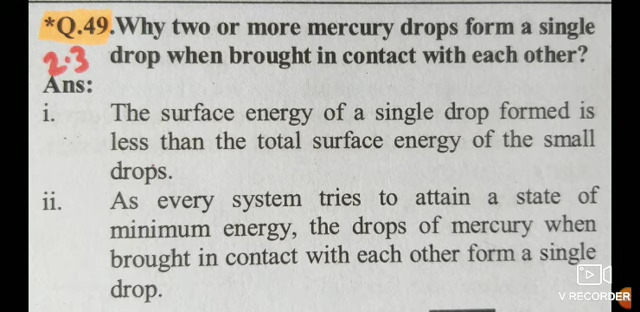 *Q.49.Why two or more mercury drops form a single
2.3 drop when brought in contact with each other?
Ans:
i. The surface energy of a single drop formed is
less than the total surface energy of the small
drops.
ii. As every system tries to attain a state of
minimum energy, the drops of mercury when
brought in contact with each other form a single
drop.
V RECORDER